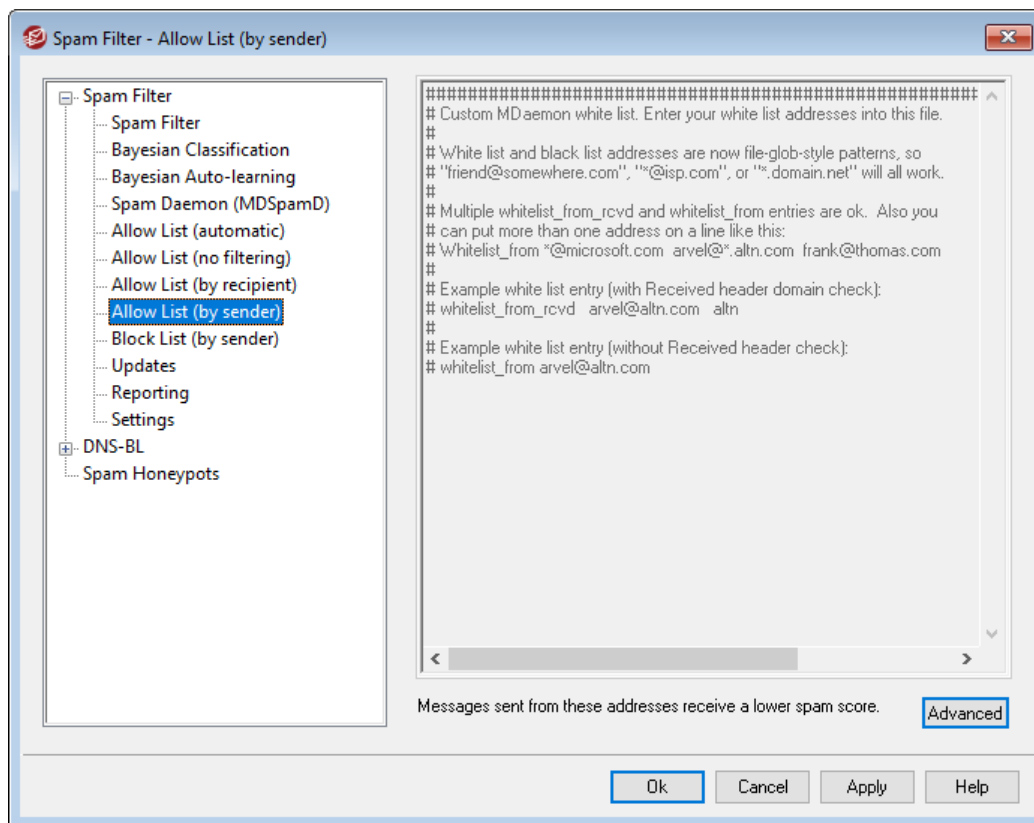 Spam Filter - Allow List (by sender)
Spam Filter
Spam Filter
Bayesian Classification
Bayesian Auto-learning
Spam Daemon (MDSpamD)
Allow List (automatic)
Allow List (no filtering)
Allow List (by recipient)
Allow List (by sender)
Block List (by sender)
Updates
Reporting
Settings
DNS-BL
Spam Honeypots
##################################################################
# Custom MDaemon white list. Enter your white list addresses into this file.
#
# White list and black list addresses are now file-glob-style patterns, so
# "friend@somewhere.com", "*@isp.com", or "*.domain.net" will all work.
#
# Multiple whitelist_from_rcvd and whitelist_from entries are ok.  Also you
# can put more than one address on a line like this:
# Whitelist_from *@microsoft.com  arvel@*.altn.com  frank@thomas.com
#
# Example white list entry (with Received header domain check):
# whitelist_from_rcvd   arvel@altn.com   altn
#
# Example white list entry (without Received header check):
# whitelist_from arvel@altn.com
Messages sent from these addresses receive a lower spam score.
Advanced
Ok
Cancel
Apply
Help